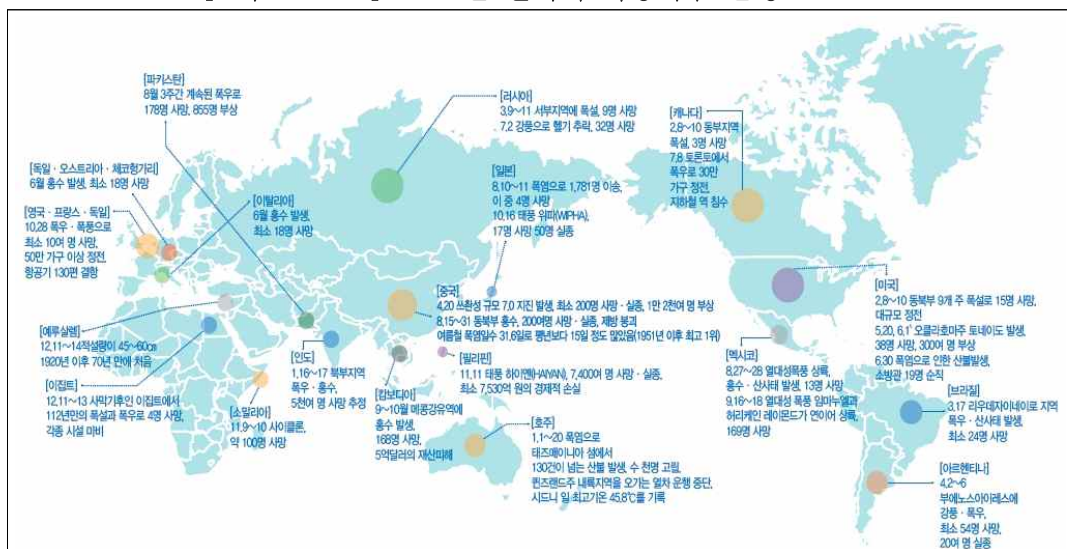 [파키스탄]
8월 3주간 계속된 폭우로
178명 사망, 855명 부상
[독일·오스트리아·체코헝가리]
6월 홍수 발생, 최소 18명 사망
[영국·프랑스·독일]
10.28 폭우·폭풍으로
최소 10여 명 사망,
50만 가구 이상 정전,
항공기 130편 결항
[이탈리아]
6월 홍수 발생,
최소 18명 사망
[러시아]
3.9~11 서부지역에 폭설, 9명 사망
7.2 강풍으로 헬기 추락, 32명 사망
[일본]
8.10~11 폭염으로 1,781명 이송,
이 중 4명 사망
10.16 태풍 위파(WIPHA),
17명 사망 50명 실종
[캐나다]
2.8~10 동부지역
폭설, 3명 사망
7.8 토론토에서
폭우로 30만
가구 정전,
지하철 역 침수
[중국]
4.20 쓰촨성 규모 7.0 지진 발생, 최소 200명 사망·실종, 1만 2천여 명 부상
8.15~31 동북부 홍수, 200여명 사망·실종, 제방 붕괴
여름철 폭염일수 31.6일로 평년보다 15일 정도 많았음(1951년 이후 최고 1위)
[미국]
2.8~10 동북부 9개 주 폭설로 15명 사망,
대규모 정전
5.20, 6.1' 오클라호마주 토네이도 발생,
38명 사망, 300여 명 부상
6.30 폭염으로 인한 산불발생,
소방관 19명 순직
[예루살렘]
12.11~14적설량이 45~60㎝
1920년 이후 70년 만에 처음
[이집트]
12.11~13 사막기후인 이집트에서
112년만의 폭설과 폭우로 4명 사망,
각종 시설 마비
[소말리아]
11.9~10 사이클론,
약 100명 사망
[인도]
1.16~17 북부지역
폭우·홍수,
5천여 명 사망 추정
[캄보디아]
9~10월 메콩강유역에
홍수 발생,
168명 사망,
5억달러의 재산피해
[필리핀]
11.11 태풍 하이옌(HAIYAN), 7,400여 명 사망·실종,
최소 7,530억 원의 경제적 손실
[호주]
1.1~20 폭염으로
태즈메이니아 섬에서
130건이 넘는 산불 발생, 수 천명 고립,
퀸즈랜드주 내륙지역을 오가는 열차 운행 중단,
시드니 일 최고기온 45.8℃를 기록
[멕시코]
8.27~28 열대성폭풍 상륙,
홍수·산사태 발생, 13명 사망
9.16~18 열대성 폭풍 임마누엘과
허리케인 레이몬드가 연이어 상륙,
169명 사망
[브라질]
3.17 리우데자이네이로 지역
폭우·산사태 발생,
최소 24명 사망
[아르헨티나]
4.2~6
부에노스아이레스에
강풍·폭우,
최소 54명 사망,
20여 명 실종